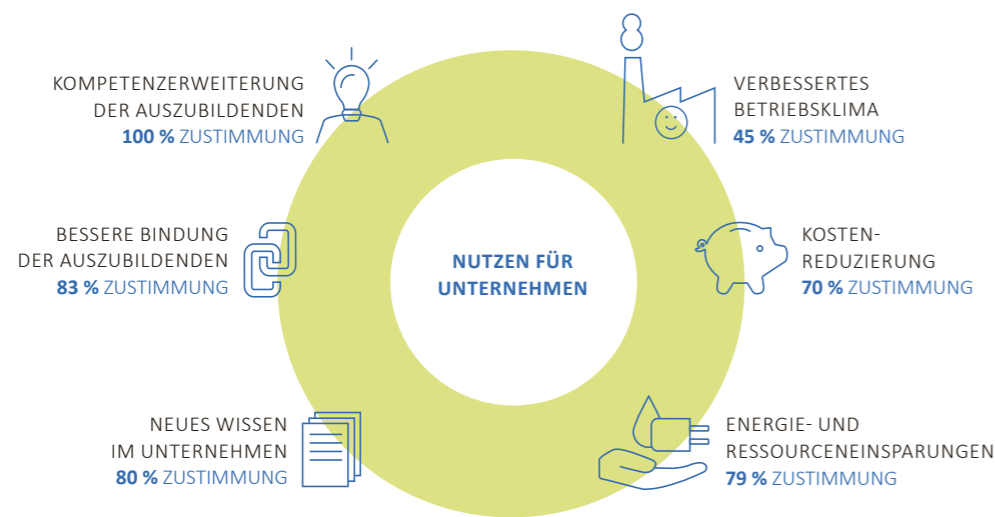 KOMPETENZERWEITERUNG
DER AUSZUBILDENDEN
100 % ZUSTIMMUNG
VERBESSERTES
BETRIEBSKLIMA
45 % ZUSTIMMUNG
BESSERE BINDUNG
DER AUSZUBILDENDEN
83 % ZUSTIMMUNG
NUTZEN FÜR
UNTERNEHMEN
KOSTEN-
REDUZIERUNG
70 % ZUSTIMMUNG
NEUES WISSEN
IM UNTERNEHMEN
80 % ZUSTIMMUNG
ENERGIE- UND
RESSOURCENEINSPARUNGEN
79 % ZUSTIMMUNG